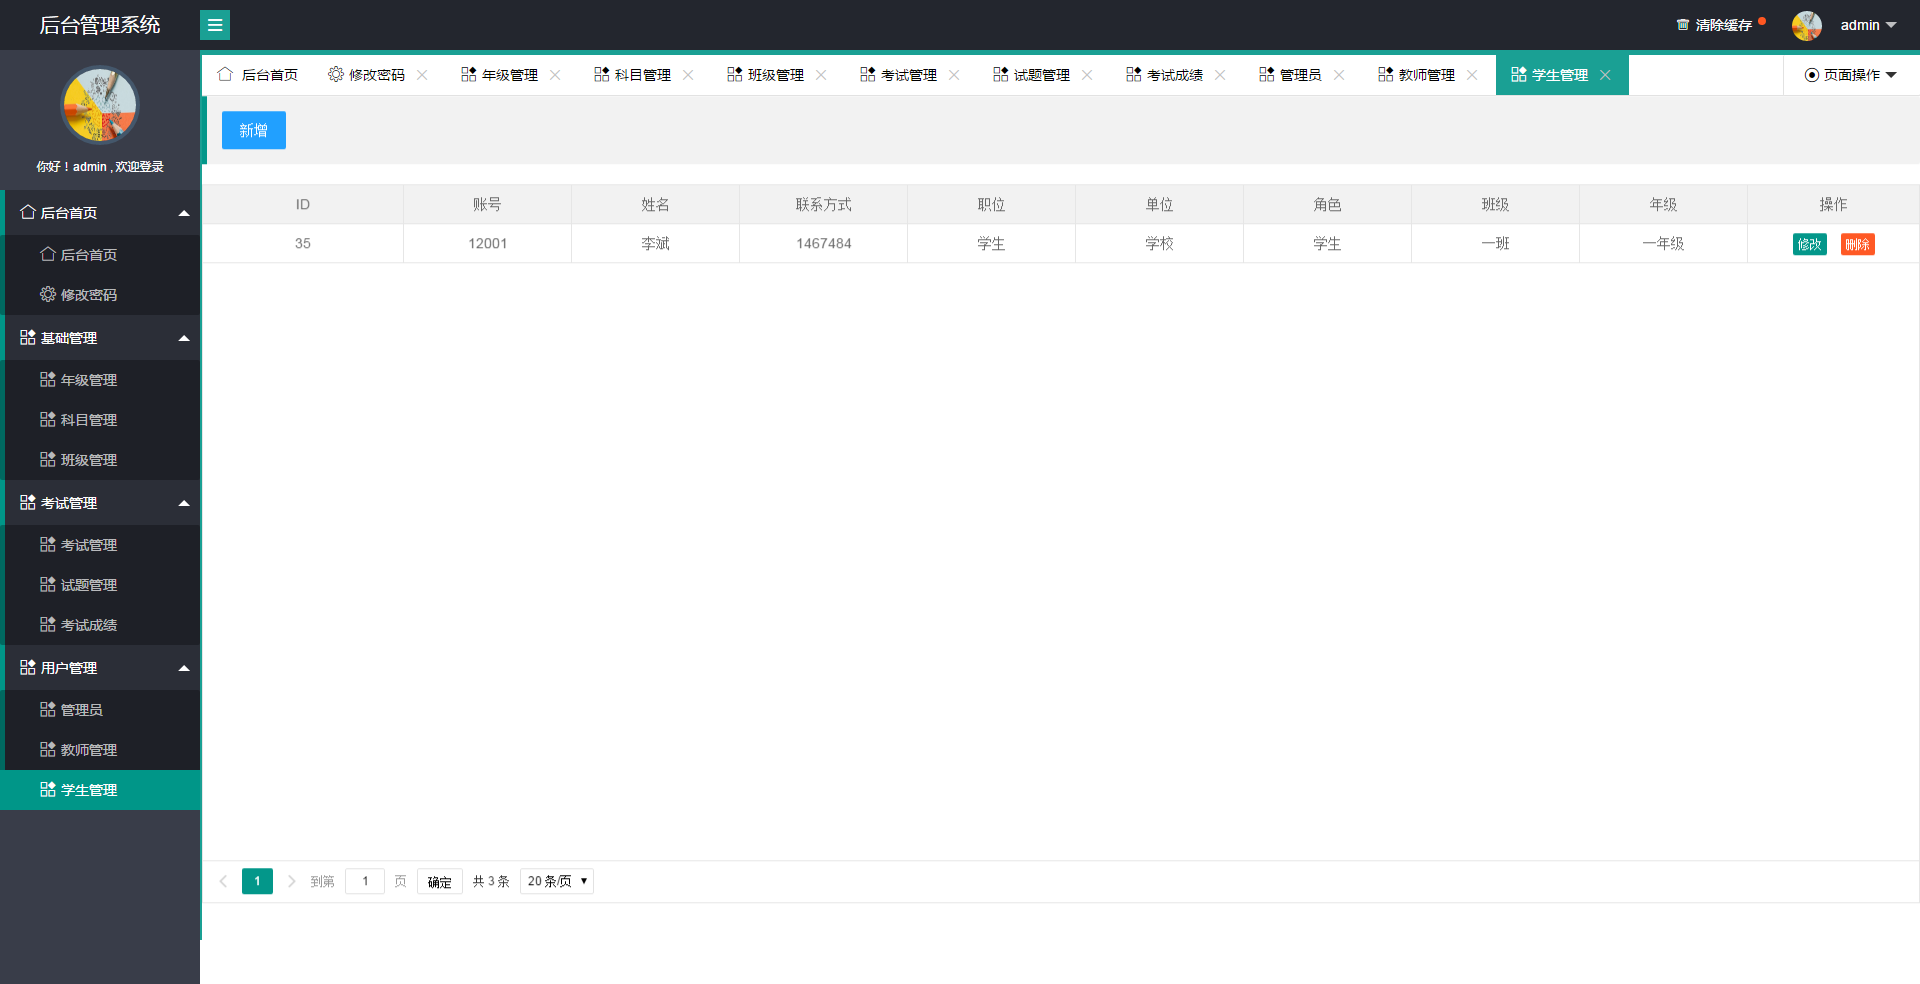 后台管理系统
清除缓存
admin
后台首页 修改密码 年级管理 科目管理 班级管理 考试管理 试题管理 考试成绩 管理员 教师管理 学生管理 页面操作
你好！admin , 欢迎登录
后台首页
后台首页
修改密码
基础管理
年级管理
科目管理
班级管理
考试管理
考试管理
试题管理
考试成绩
用户管理
管理员
教师管理
学生管理
新增
ID 账号 姓名 联系方式 职位 单位 角色 班级 年级 操作
35 12001 李斌 1467484 学生 学校 学生 一班 一年级 修改 删除
1 到第 1 页 确定 共 3 条 20 条/页